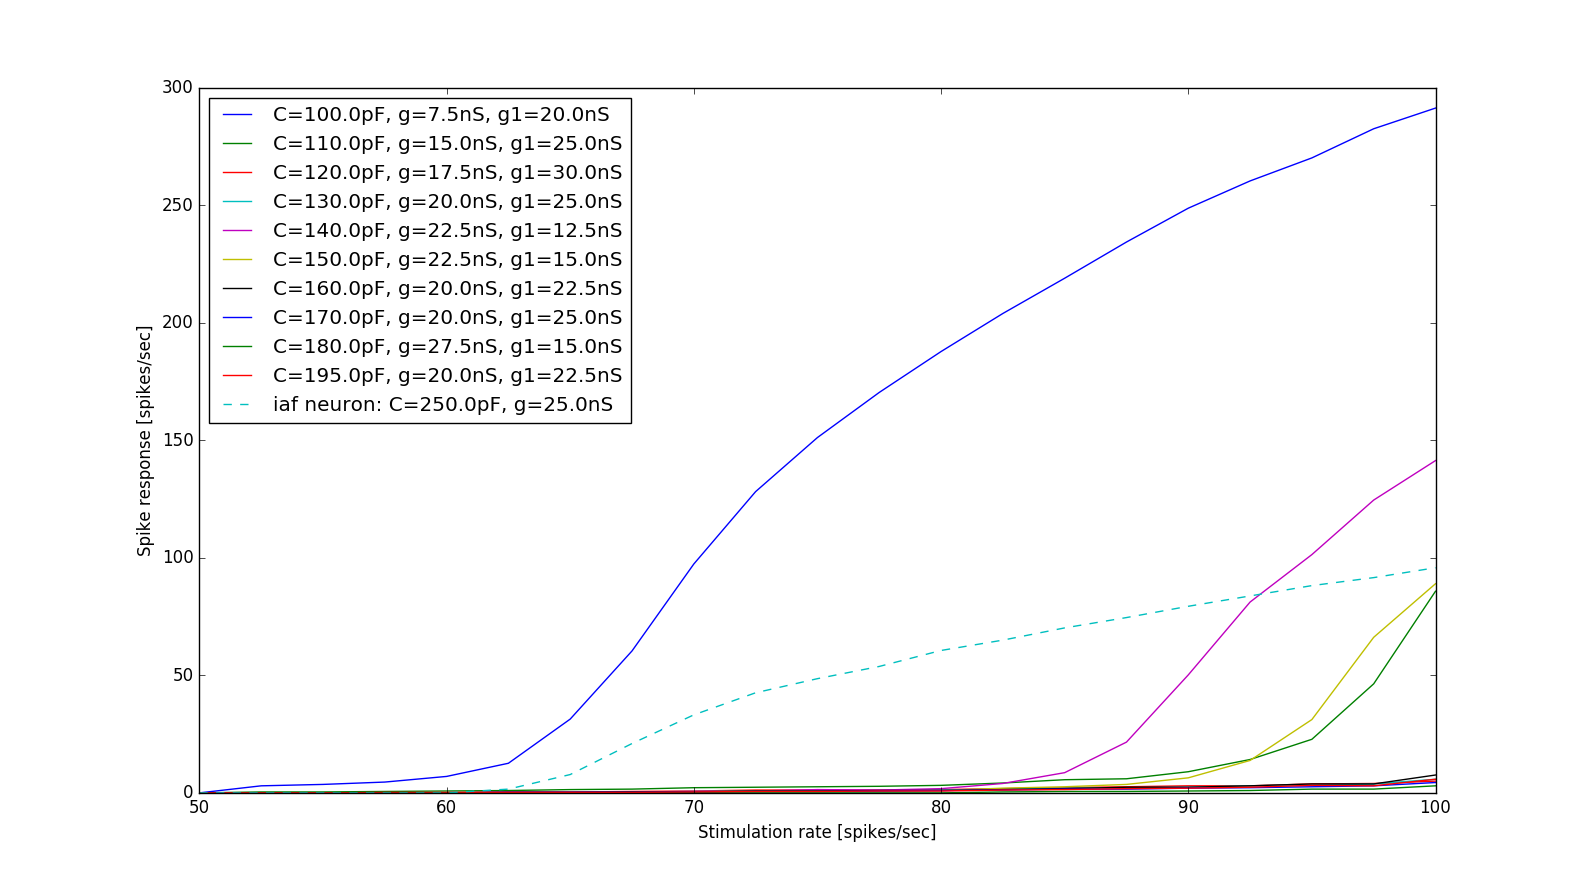 300
250
200
150
100
50
0
Spike response [spikes/sec]
C=100.0pF, g=7.5nS, g1=20.0nS
C=110.0pF, g=15.0nS, g1=25.0nS
C=120.0pF, g=17.5nS, g1=30.0nS
C=130.0pF, g=20.0nS, g1=25.0nS
C=140.0pF, g=22.5nS, g1=12.5nS
C=150.0pF, g=22.5nS, g1=15.0nS
C=160.0pF, g=20.0nS, g1=22.5nS
C=170.0pF, g=20.0nS, g1=25.0nS
C=180.0pF, g=27.5nS, g1=15.0nS
C=195.0pF, g=20.0nS, g1=22.5nS
iaf neuron: C=250.0pF, g=25.0nS
50 60 70 80 90 100
Stimulation rate [spikes/sec]